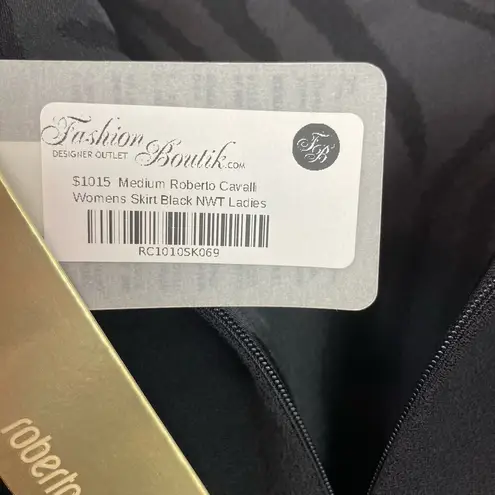 Fashion
DESIGNER OUTLET Boutik.COM
FB
$1015 Medium Roberto Cavalli
Womens Skirt Black NWT Ladies
RC1010SK069
roberto